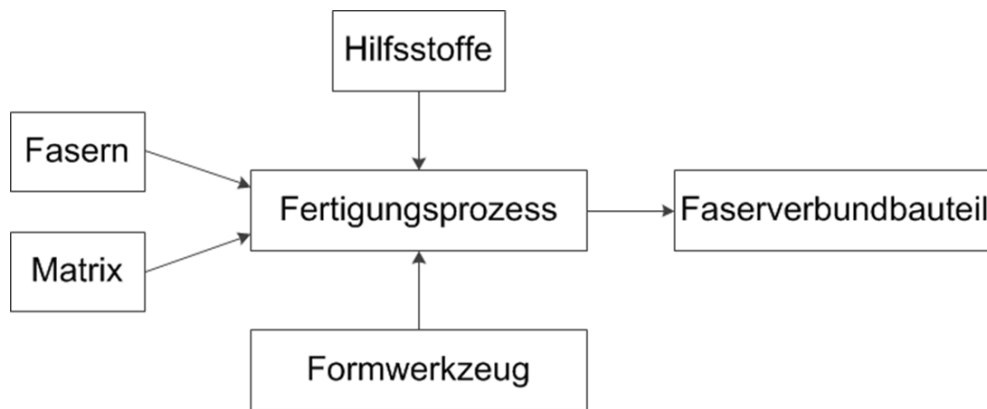 Hilfsstoffe
Fasern
Fertigungsprozess
Faserverbundbauteil
Matrix
Formwerkzeug